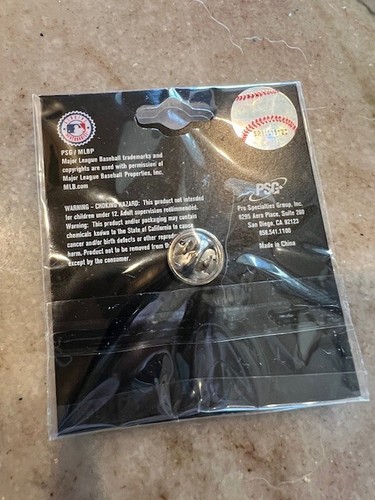 PSG / MLBP
Major League Baseball trademarks and
copyrights are used with permission of
Major League Baseball Properties, Inc.
MLB.com
WARNING - CHOKING HAZARD: This product not intended
for children under 12. Adult supervision recommended.
Warning: This product and/or packaging may contain
chemicals known to the State of California to cause
cancer and/or birth defects or other
harm. Product not to be removed from
except by the consumer.
PSG
Pro Specialties Group, Inc.
9295 Aero Place, Suite 260
San Diego, CA 92123
858.541.1100
Made in China